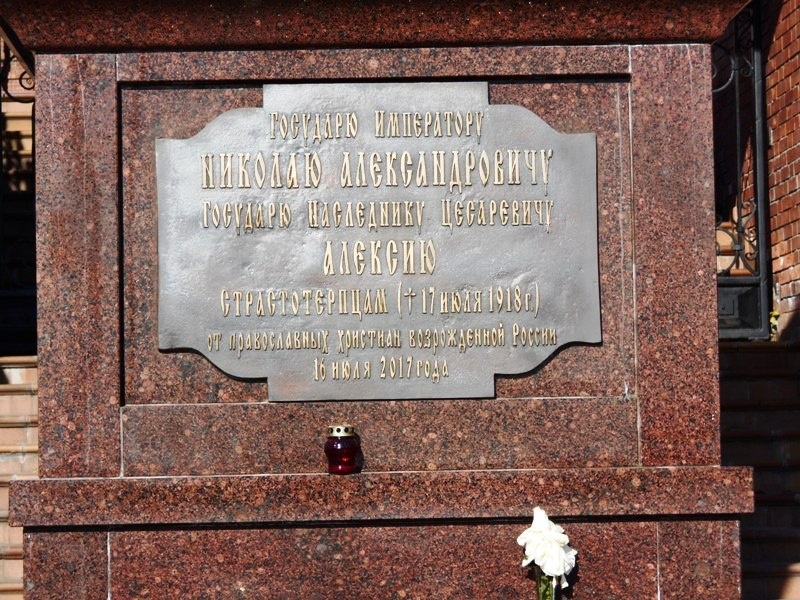 Государю Императору
Николаю Александровичу
Государю Наследнику Цесаревичу
Алексию
Страстотерпцам († 17 июля 1918 г.)
от православных христиан возрожденной России
16 июля 2017 года